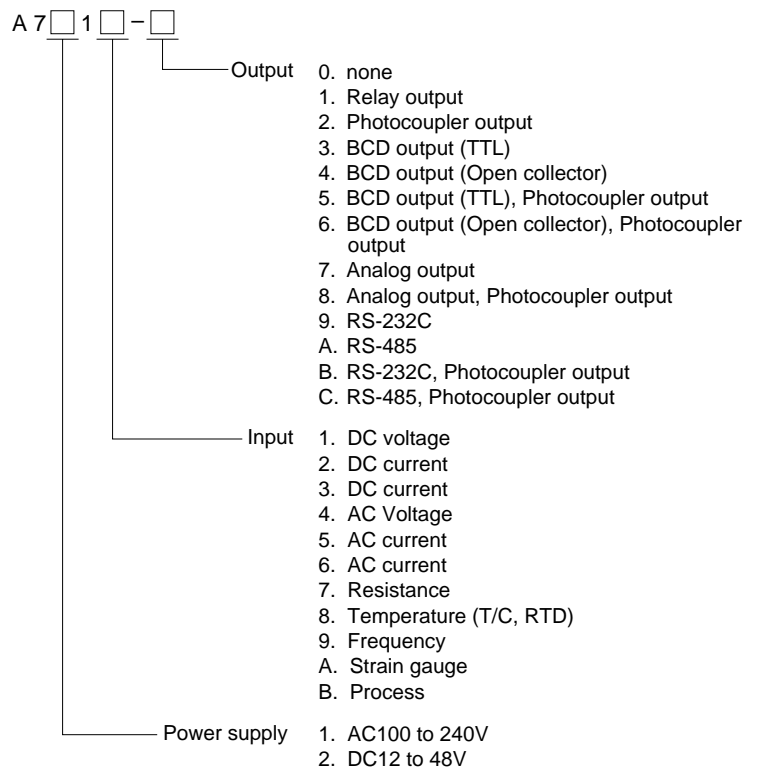 A 7□ 1 □ – □
Output
0. none
1. Relay output
2. Photocoupler output
3. BCD output (TTL)
4. BCD output (Open collector)
5. BCD output (TTL), Photocoupler output
6. BCD output (Open collector), Photocoupler
output
7. Analog output
8. Analog output, Photocoupler output
9. RS-232C
A. RS-485
B. RS-232C, Photocoupler output
C. RS-485, Photocoupler output
Input
1. DC voltage
2. DC current
3. DC current
4. AC Voltage
5. AC current
6. AC current
7. Resistance
8. Temperature (T/C, RTD)
9. Frequency
A. Strain gauge
B. Process
Power supply
1. AC100 to 240V
2. DC12 to 48V